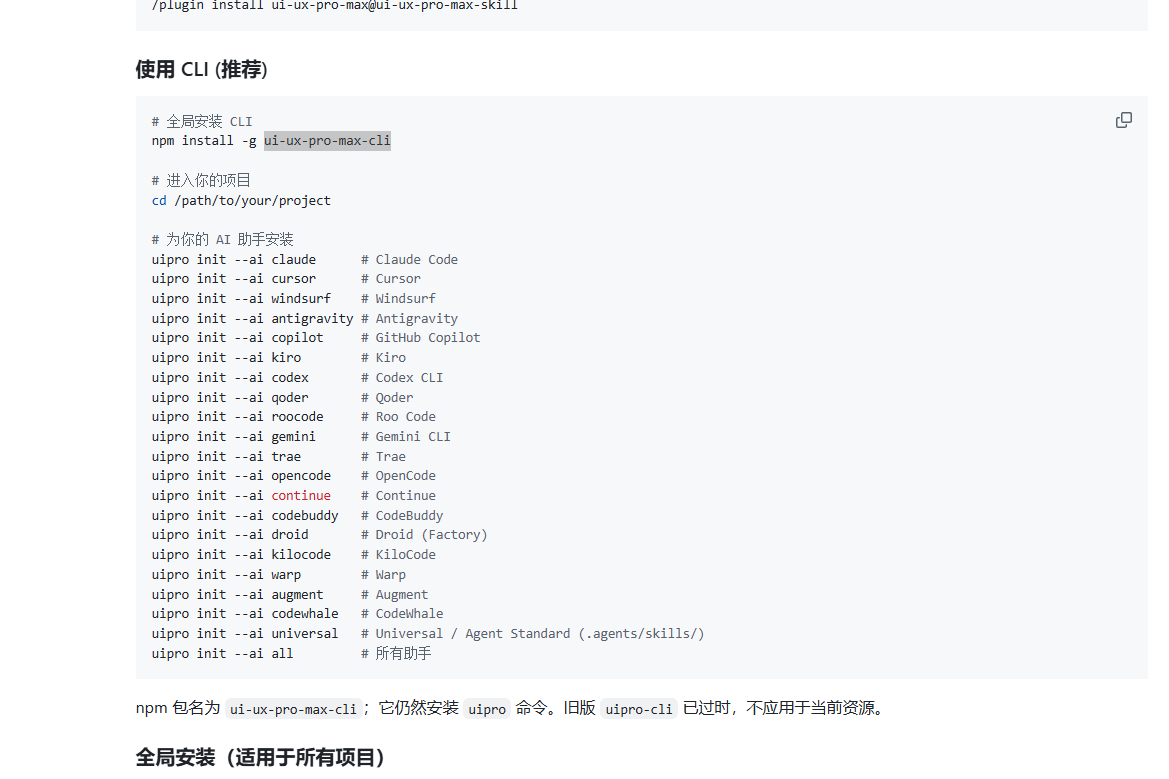 /plugin install ui-ux-pro-max@ui-ux-pro-max-skill
使用 CLI (推荐)
# 全局安装 CLI
npm install -g ui-ux-pro-max-cli
# 进入你的项目
cd /path/to/your/project
# 为你的 AI 助手安装
uipro init --ai claude      # Claude Code
uipro init --ai cursor      # Cursor
uipro init --ai windsurf    # Windsurf
uipro init --ai antigravity # Antigravity
uipro init --ai copilot     # GitHub Copilot
uipro init --ai kiro        # Kiro
uipro init --ai codex       # Codex CLI
uipro init --ai qoder       # Qoder
uipro init --ai roocode     # Roo Code
uipro init --ai gemini      # Gemini CLI
uipro init --ai trae        # Trae
uipro init --ai opencode    # OpenCode
uipro init --ai continue    # Continue
uipro init --ai codebuddy   # CodeBuddy
uipro init --ai droid       # Droid (Factory)
uipro init --ai kilocode    # KiloCode
uipro init --ai warp        # Warp
uipro init --ai augment     # Augment
uipro init --ai codewhale   # CodeWhale
uipro init --ai universal   # Universal / Agent Standard (.agents/skills/)
uipro init --ai all         # 所有助手
npm 包名为 ui-ux-pro-max-cli；它仍然安装 uipro 命令。旧版 uipro-cli 已过时，不应用于当前资源。
全局安装（适用于所有项目）